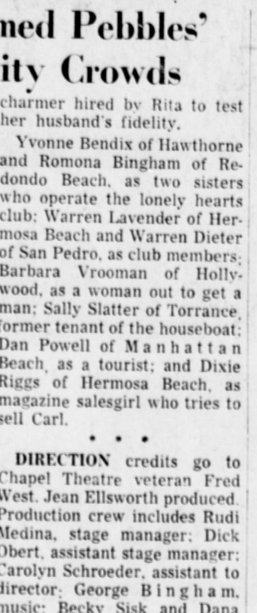 ned Pebbles'
ity Crowds
charmer hired by Rita to test
her husband's fidelity.
Yvonne Bendix of Hawthorne
and Romona Bingham of Re-
dondo Beach, as two sisters
who operate the lonely hearts
club; Warren Lavender of Her-
mosa Beach and Warren Dieter
of San Pedro, as club members;
Barbara Vrooman of Holly-
wood, as a woman out to get a
man; Sally Slatter of Torrance,
former tenant of the houseboat;
Dan Powell of Manhattan
Beach, as a tourist; and Dixie
Riggs of Hermosa Beach, as
magazine salesgirl who tries to
sell Carl.
• • •
DIRECTION credits go to
Chapel Theatre veteran Fred
West. Jean Ellsworth produced.
Production crew includes Rudi
Medina, stage manager; Dick
Obert, assistant stage manager;
Carolyn Schroeder, assistant to
director; George Bingham,
music; Becky Sisk and Dana